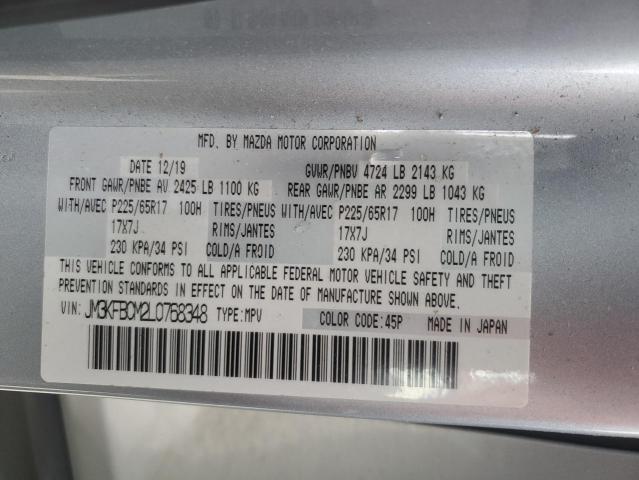 MFD. BY MAZDA MOTOR CORPORATION
DATE 12/19 GVWR/PNBV 4724 LB 2143 KG
FRONT GAWR/PNBE AV 2425 LB 1100 KG REAR GAWR/PNBE AR 2299 LB 1043 KG
WITH/AVEC P225/65R17 100H TIRES/PNEUS WITH/AVEC P225/65R17 100H TIRES/PNEUS
17X7J RIMS/JANTES 17X7J RIMS/JANTES
230 KPA/34 PSI COLD/A FROID 230 KPA/34 PSI COLD/A FROID
THIS VEHICLE CONFORMS TO ALL APPLICABLE FEDERAL MOTOR VEHICLE SAFETY AND THEFT
PREVENTION STANDARDS IN EFFECT ON THE DATE OF MANUFACTURE SHOWN ABOVE.
VIN: JM3KFBCM2L0768348 TYPE:MPV COLOR CODE:45P MADE IN JAPAN